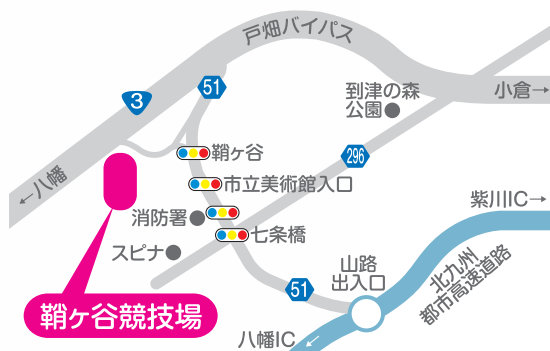 戸畑バイパス
51
3
到津の森
公園
小倉→
296
鞘ヶ谷
←八幡
市立美術館入口
紫川IC→
消防署
七条橋
スピナ
山路
出入口
北九州
都市高速道路
51
鞘ヶ谷競技場
八幡IC
←